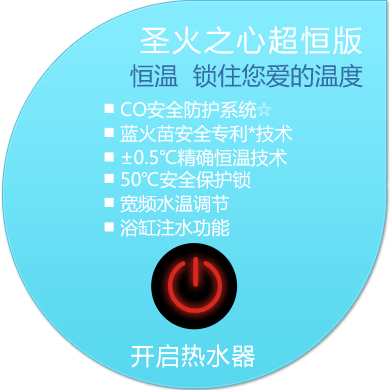 圣火之心超恒版
恒温 锁住您爱的温度
■ CO安全防护系统☆
■ 蓝火苗安全专利*技术
■ ±0.5℃精确恒温技术
■ 50℃安全保护锁
■ 宽频水温调节
■ 浴缸注水功能
开启热水器